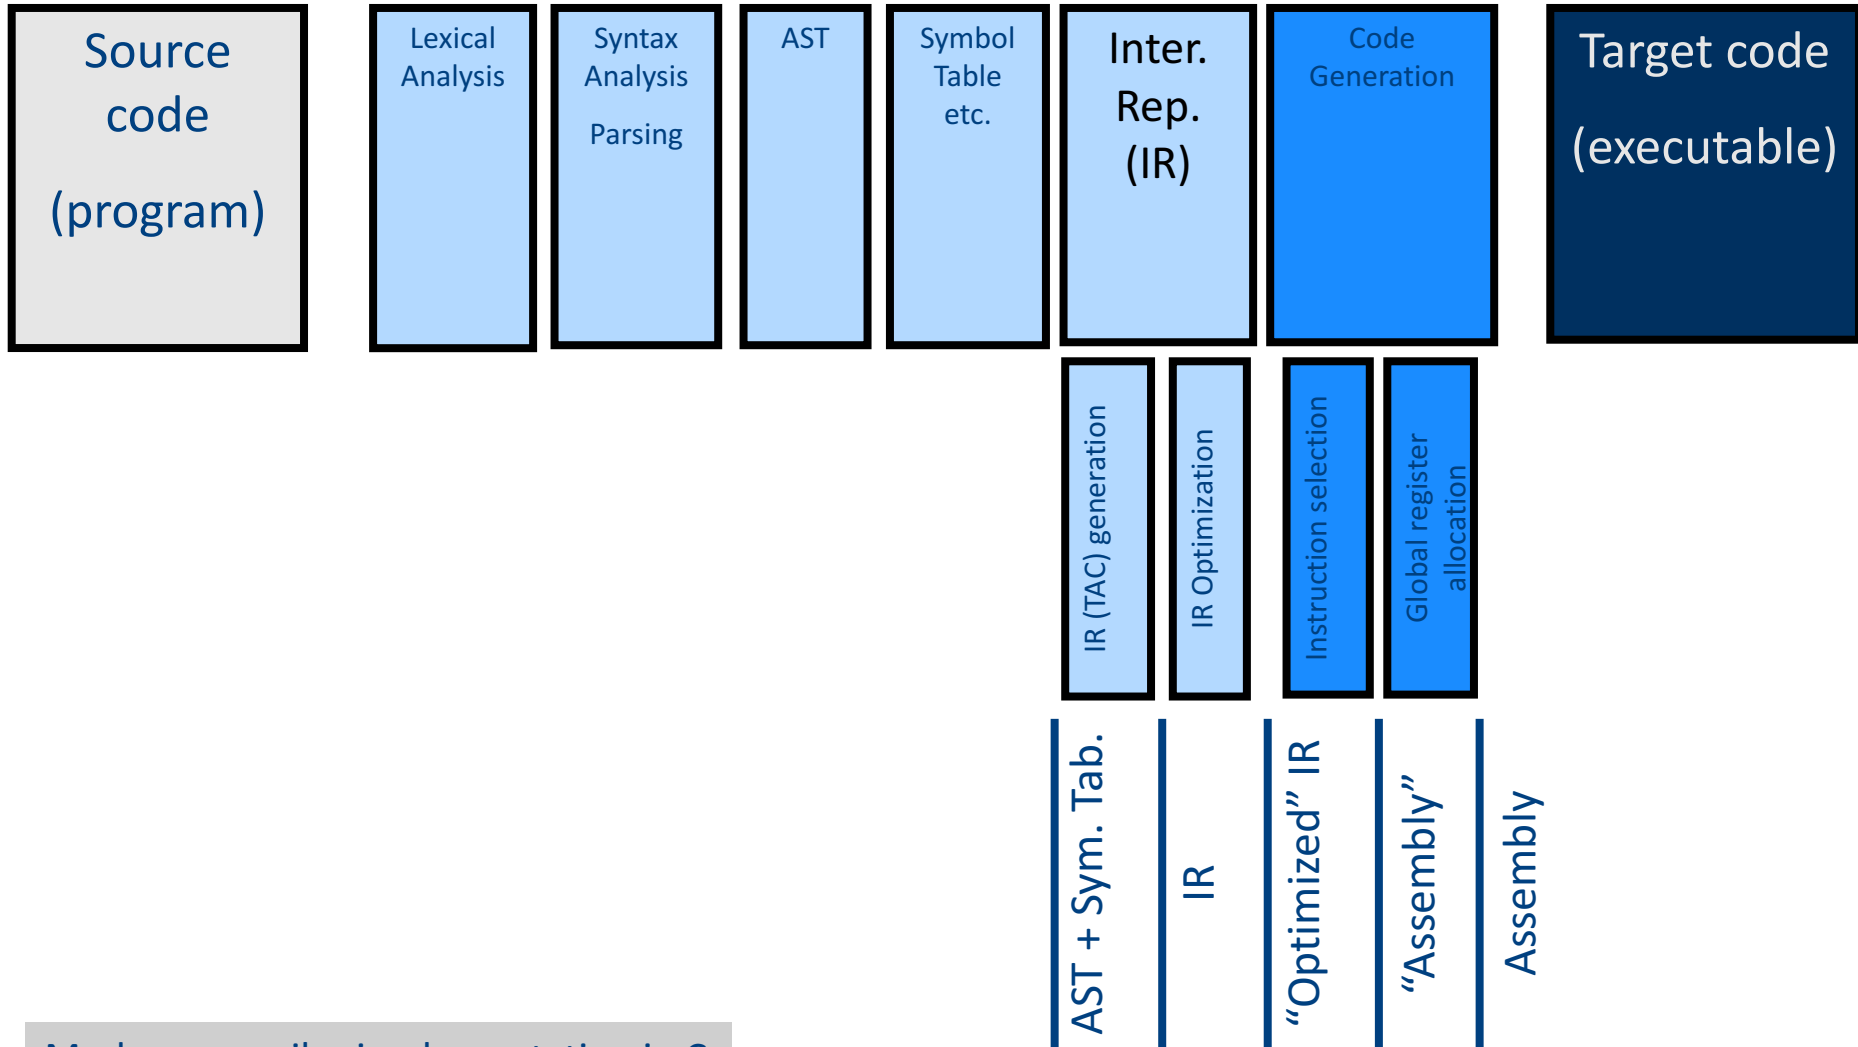 Source
code
(program)
Lexical
Analysis
Syntax
Analysis
Parsing
AST
Symbol
Table
etc.
Inter.
Rep.
(IR)
Code
Generation
Target code
(executable)
IR (TAC) generation
IR Optimization
Instruction selection
Global register
allocation
AST + Sym. Tab.
IR
“Optimized” IR
“Assembly”
Assembly